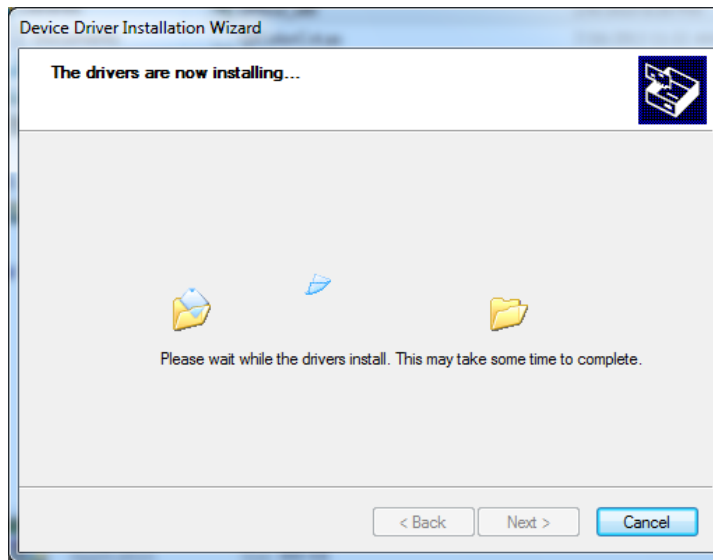 Device Driver Installation Wizard
The drivers are now installing...
Please wait while the drivers install. This may take some time to complete.
< Back Next > Cancel